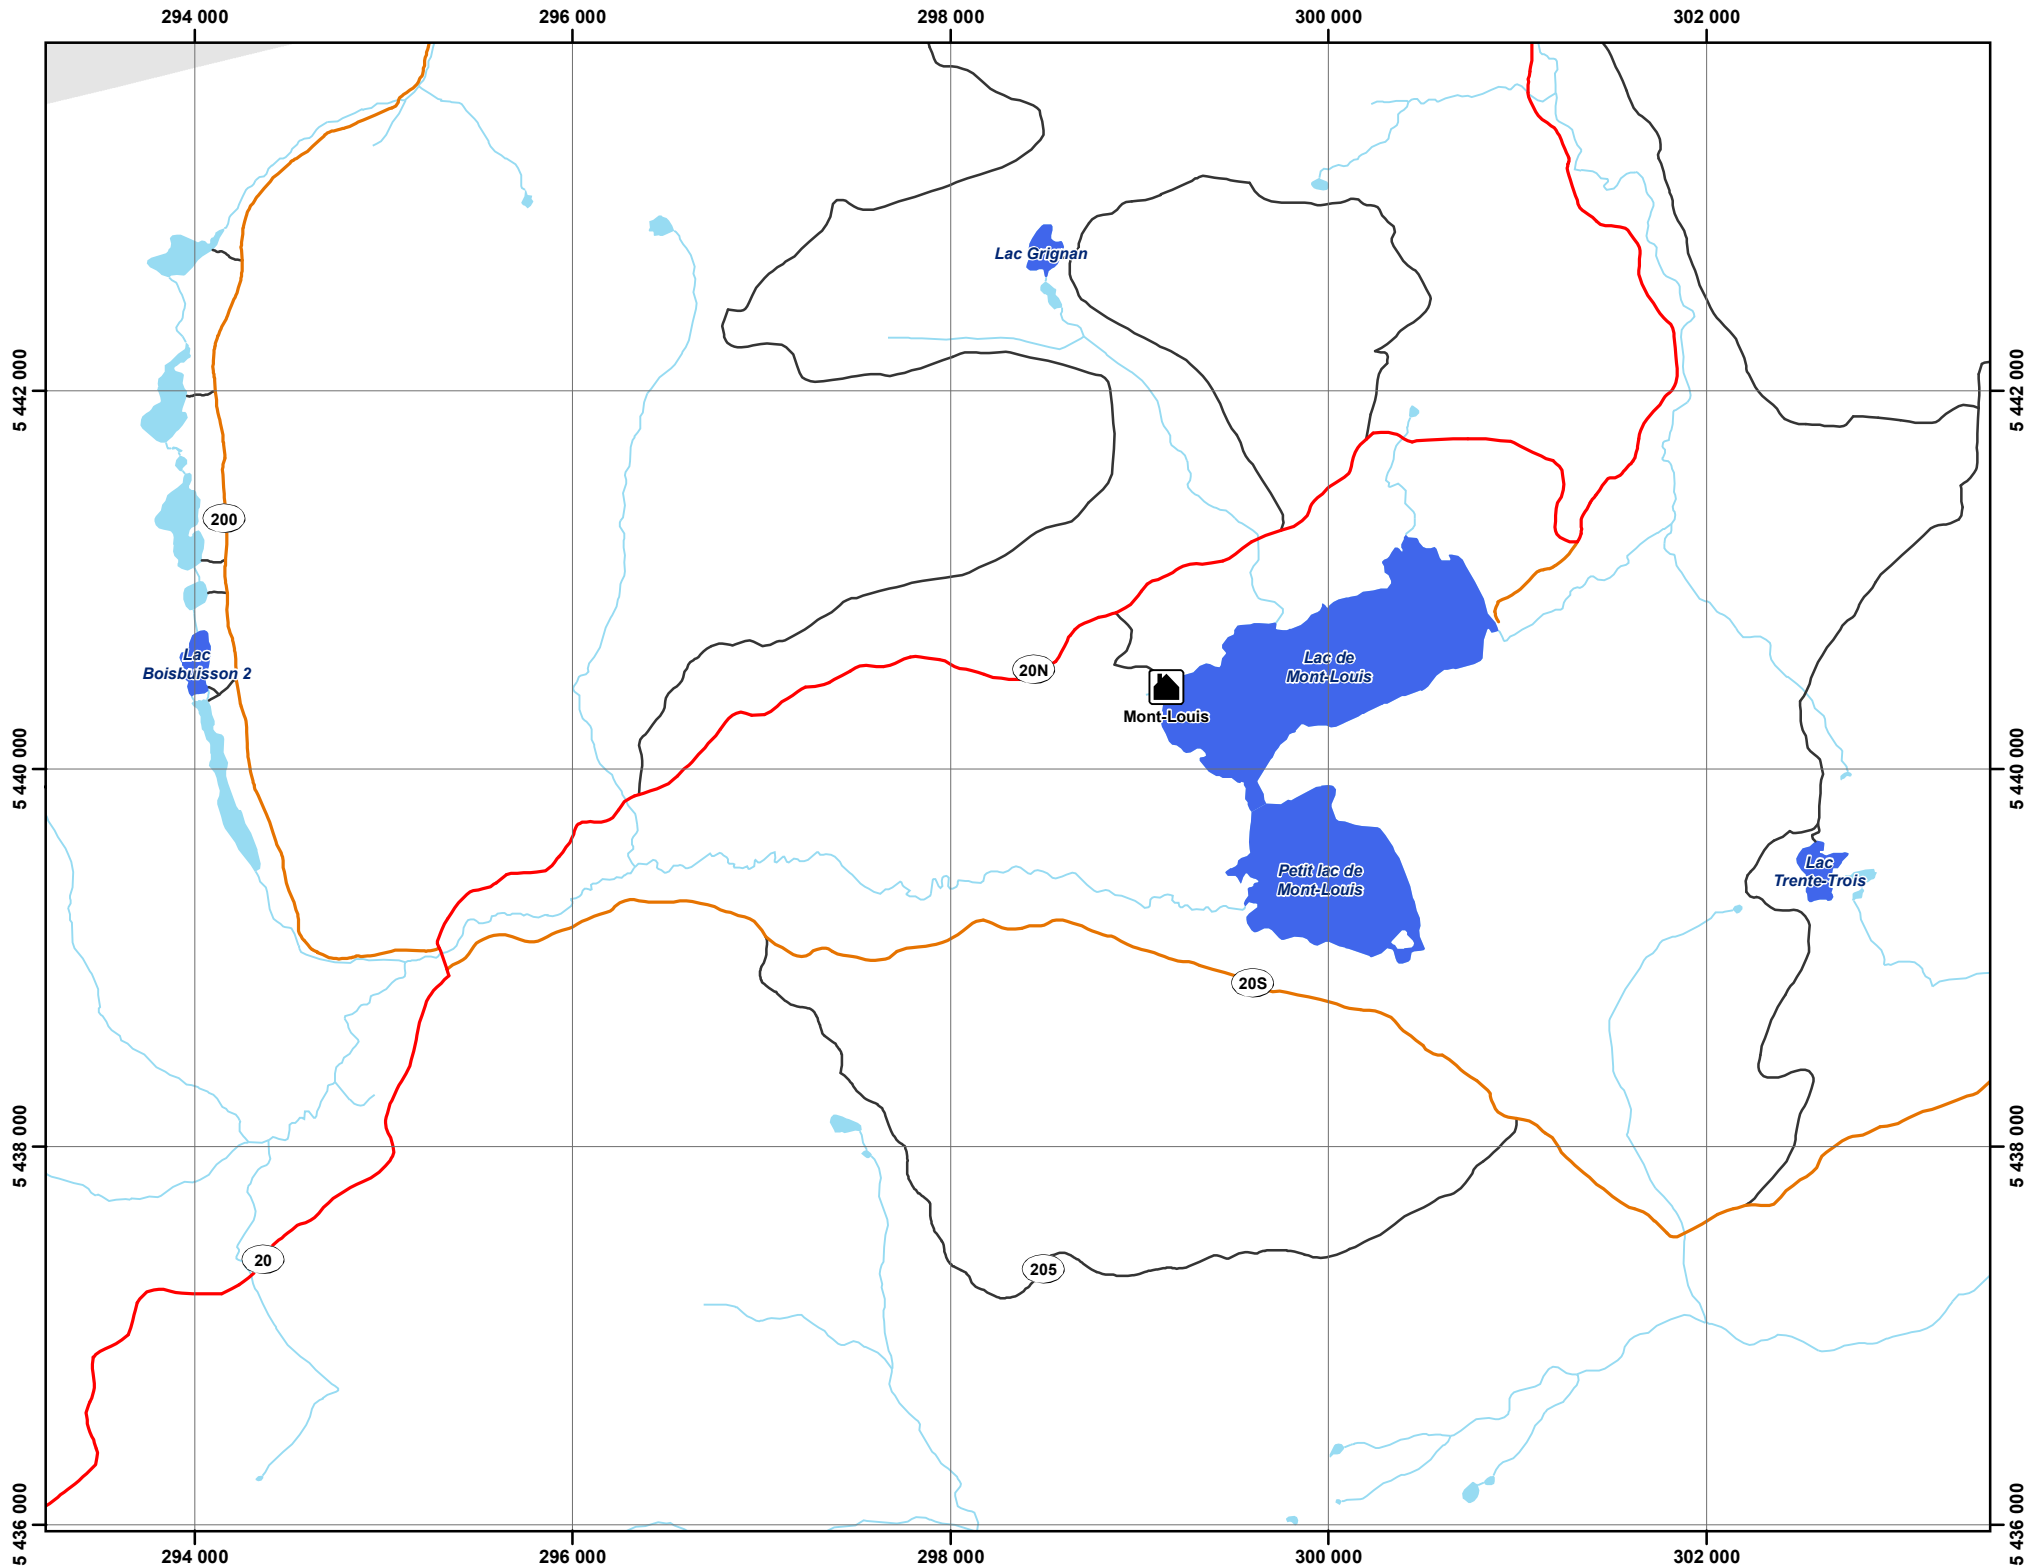 294 000
296 000
298 000
300 000
302 000
Lac Grignan
5 442 000
5 442 000
200
Lac
Boisbuisson 2
20N
Lac de
Mont-Louis
Mont-Louis
5 440 000
5 440 000
Petit lac de
Mont-Louis
Lac
Trente-Trois
20S
5 438 000
5 438 000
20
205
5 436 000
5 436 000
294 000
296 000
298 000
300 000
302 000